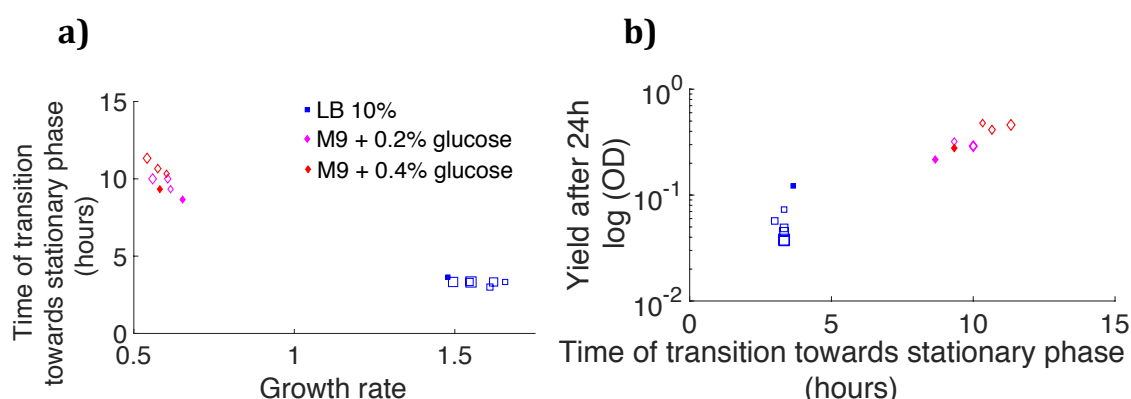 a)
Time of transition
towards stationary phase
(hours)
15
10
5
0
0.5
1
1.5
Growth rate
LB 10%
M9 + 0.2% glucose
M9 + 0.4% glucose
b)
Yield after 24h
log (OD)
10^0
10^-1
10^-2
0
5
10
15
Time of transition towards stationary phase
(hours)